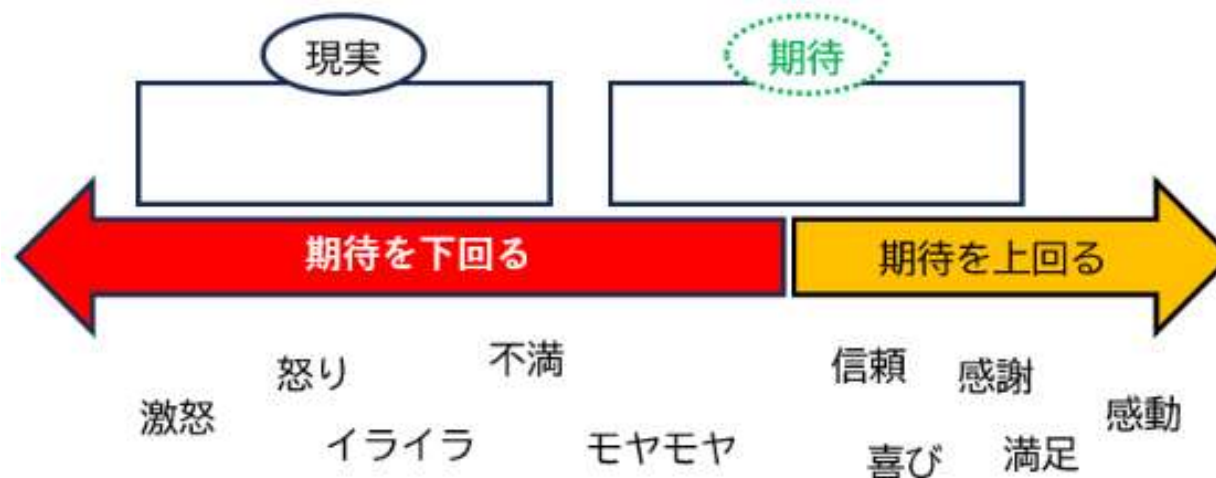 現実
期待
期待を下回る
期待を上回る
不満
怒り
信頼
感謝
激怒
感動
イライラ
モヤモヤ
喜び
満足